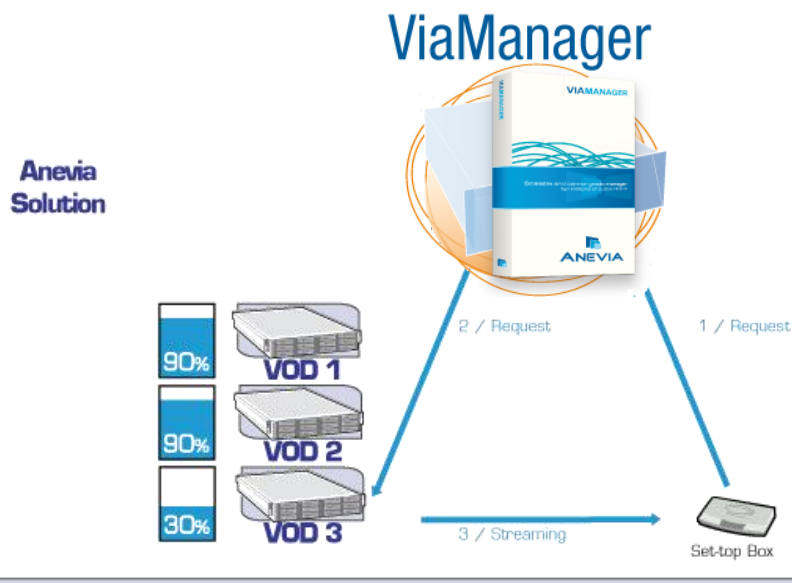 ViaManager
VIAMANAGER
VIAMANAGER
Anevia
Solution
ANEVIA
2 / Request
1 / Request
90%
VOD 1
90%
VOD 2
30%
VOD 3
3 / Streaming
Set-top Box